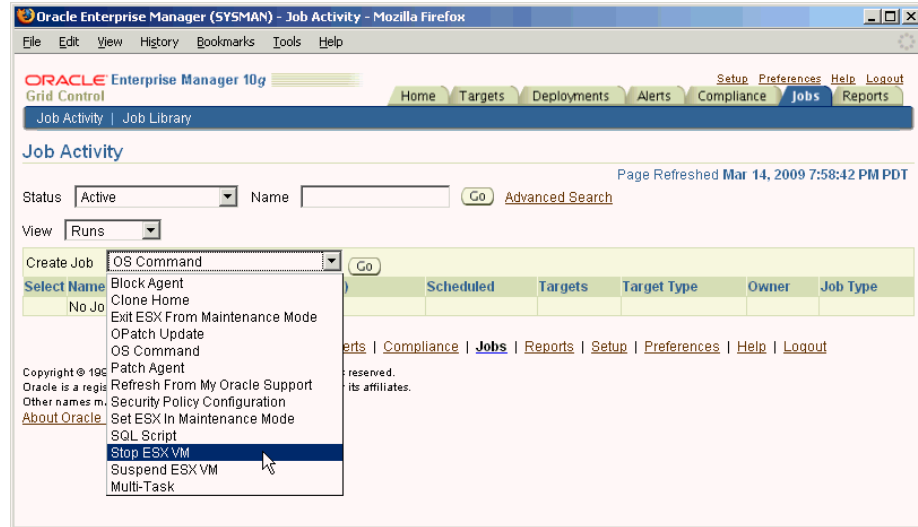 Oracle Enterprise Manager (SYSMAN) - Job Activity - Mozilla Firefox
File Edit View History Bookmarks Tools Help
ORACLE Enterprise Manager 10g
Grid Control
Setup Preferences Help Logout
Home Targets Deployments Alerts Compliance Jobs Reports
Job Activity | Job Library
Job Activity
Page Refreshed Mar 14, 2009 7:58:42 PM PDT
Status Active Name Go Advanced Search
View Runs
Create Job OS Command Go
Select Name ) Scheduled Targets Target Type Owner Job Type
No Jo
Block Agent
Clone Home
Exit ESX From Maintenance Mode
OPatch Update
OS Command
Patch Agent
Refresh From My Oracle Support
Security Policy Configuration
Set ESX In Maintenance Mode
SQL Script
Stop ESX VM
Suspend ESX VM
Multi-Task
erts | Compliance | Jobs | Reports | Setup | Preferences | Help | Logout
Copyright © 199 reserved.
Oracle is a regis its affiliates.
Other names m
About Oracle